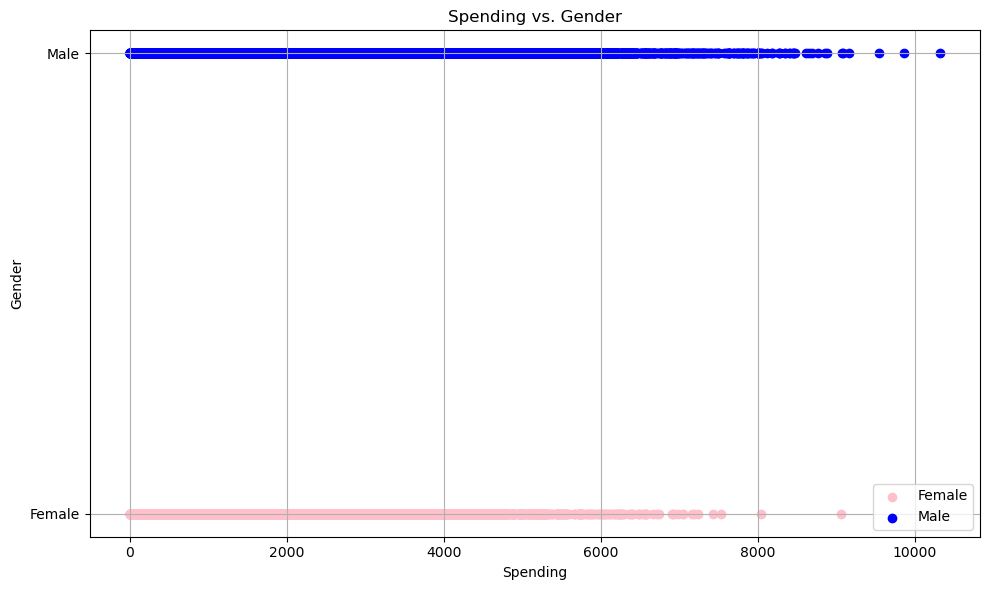 Spending vs. Gender
Male
Gender
Female
Female
Male
0 2000 4000 6000 8000 10000
Spending